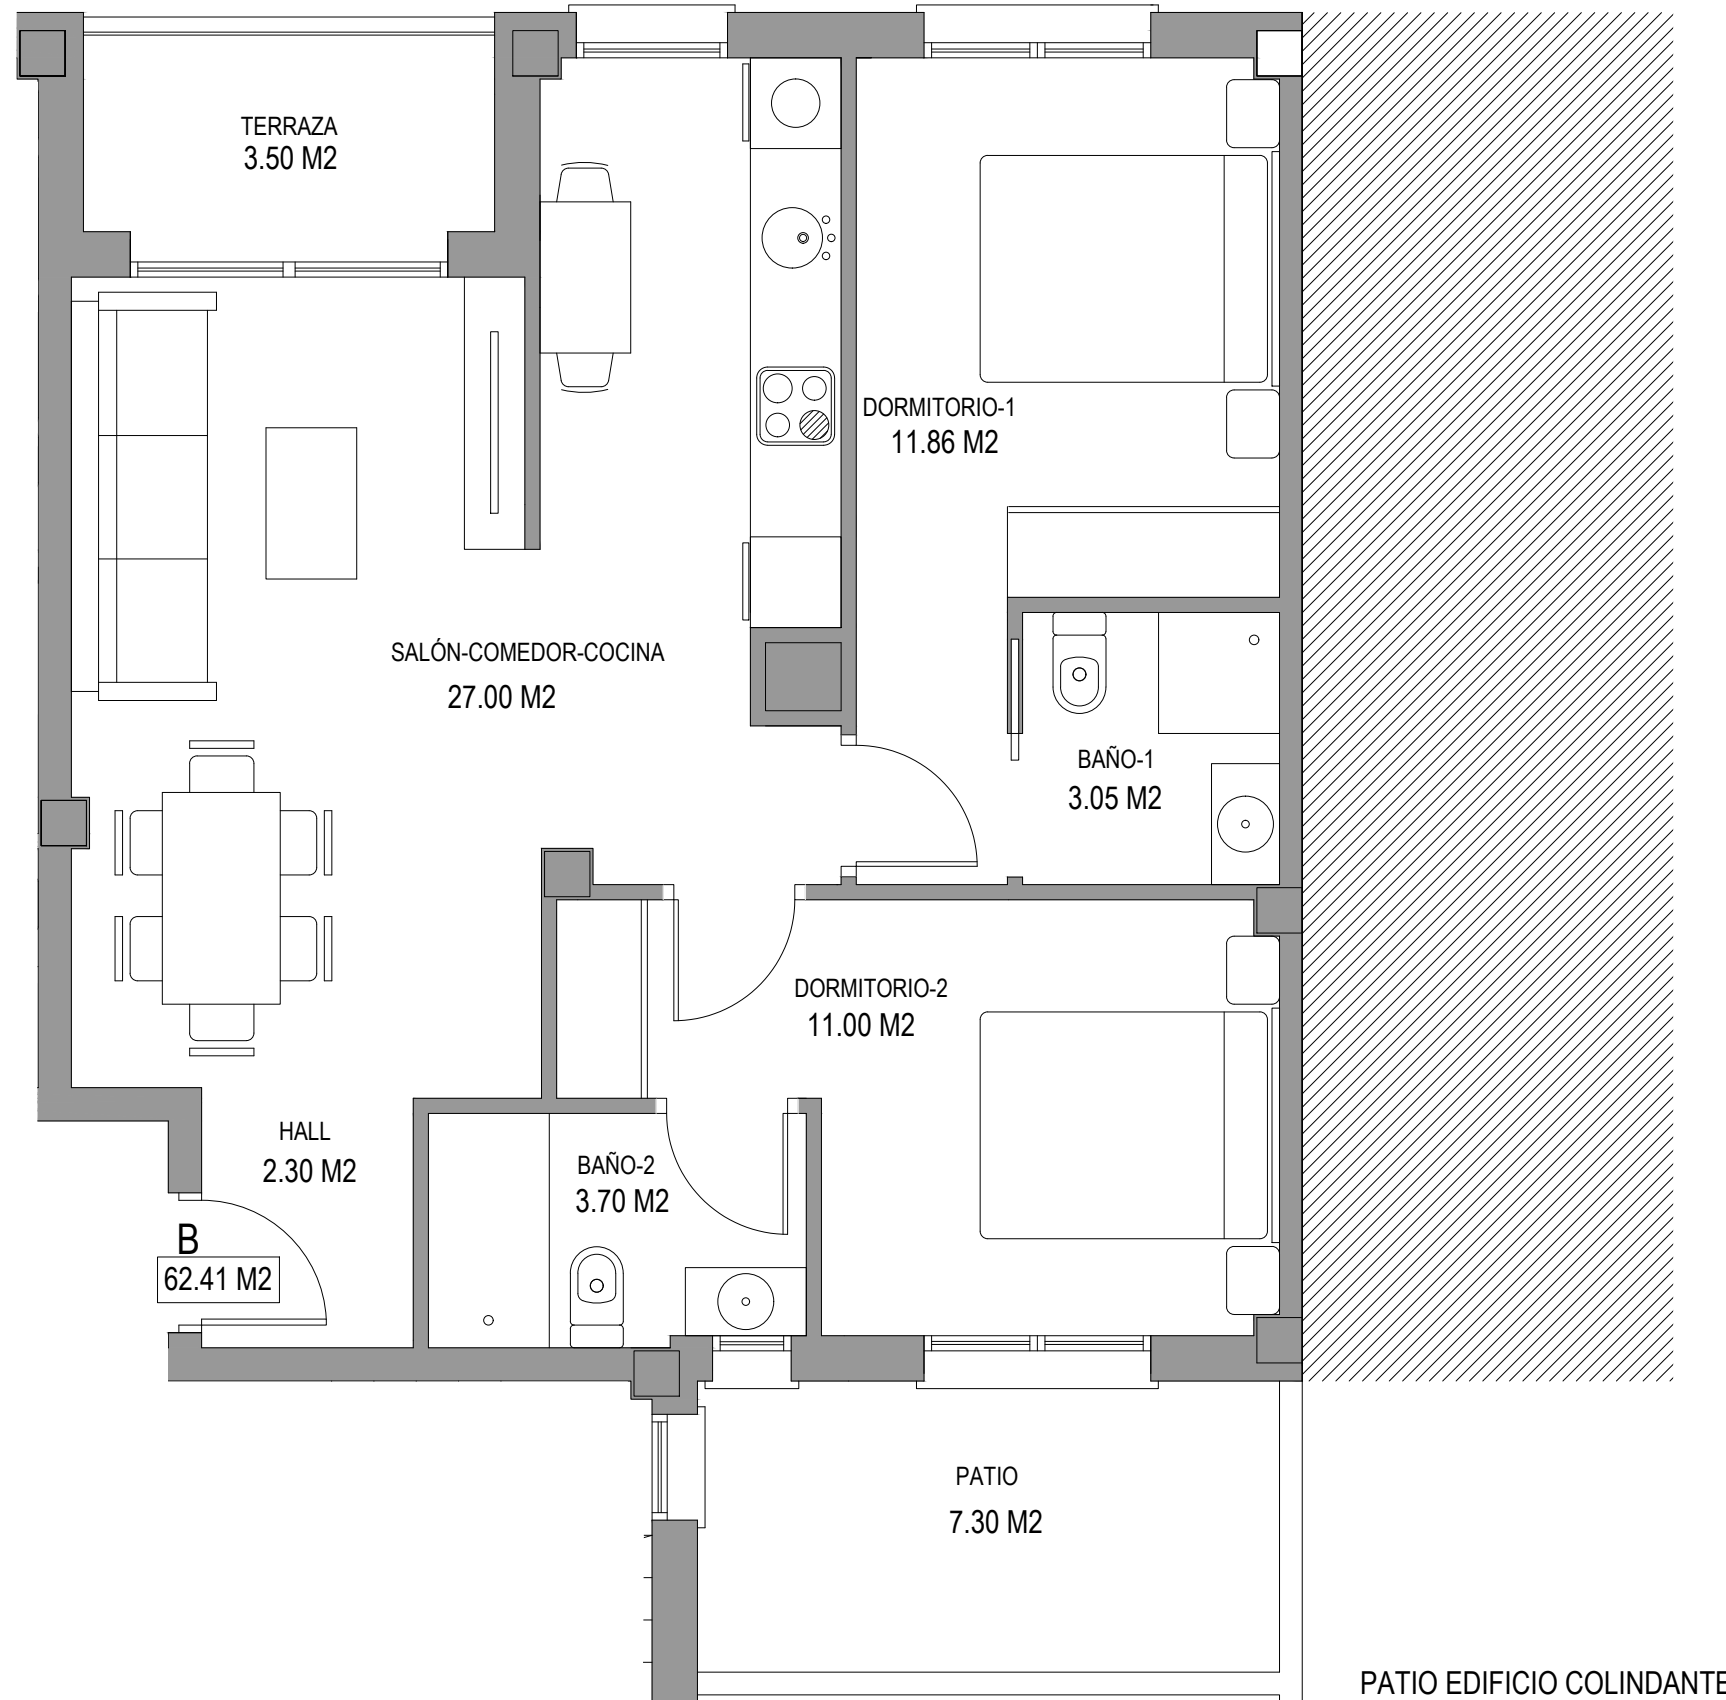 TERRAZA
3.50 M2
DORMITORIO-1
11.86 M2
SALÓN-COMEDOR-COCINA
27.00 M2
BAÑO-1
3.05 M2
DORMITORIO-2
11.00 M2
HALL
2.30 M2
BAÑO-2
3.70 M2
B
62.41 M2
PATIO
7.30 M2
PATIO EDIFICIO COLINDANTE